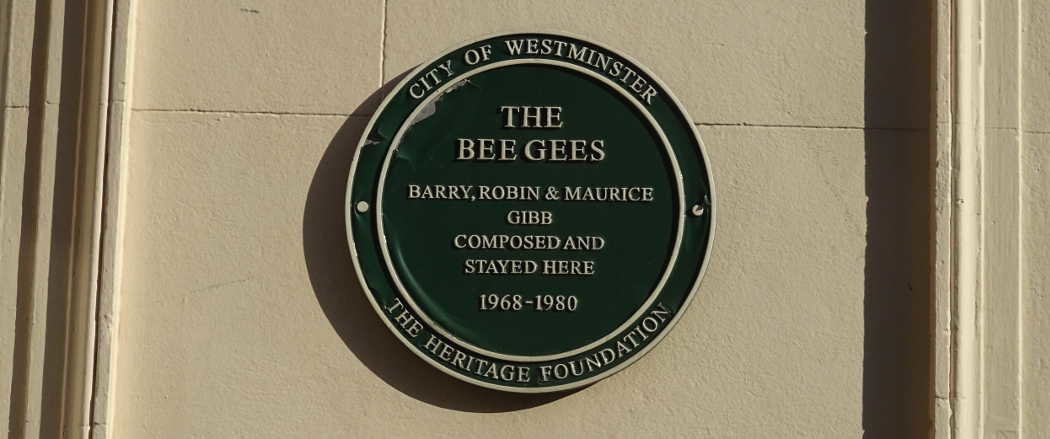 CITY OF WESTMINSTER
THE
BEE GEES
BARRY, ROBIN & MAURICE
GIBB
COMPOSED AND
STAYED HERE
1968-1980
THE HERITAGE FOUNDATION